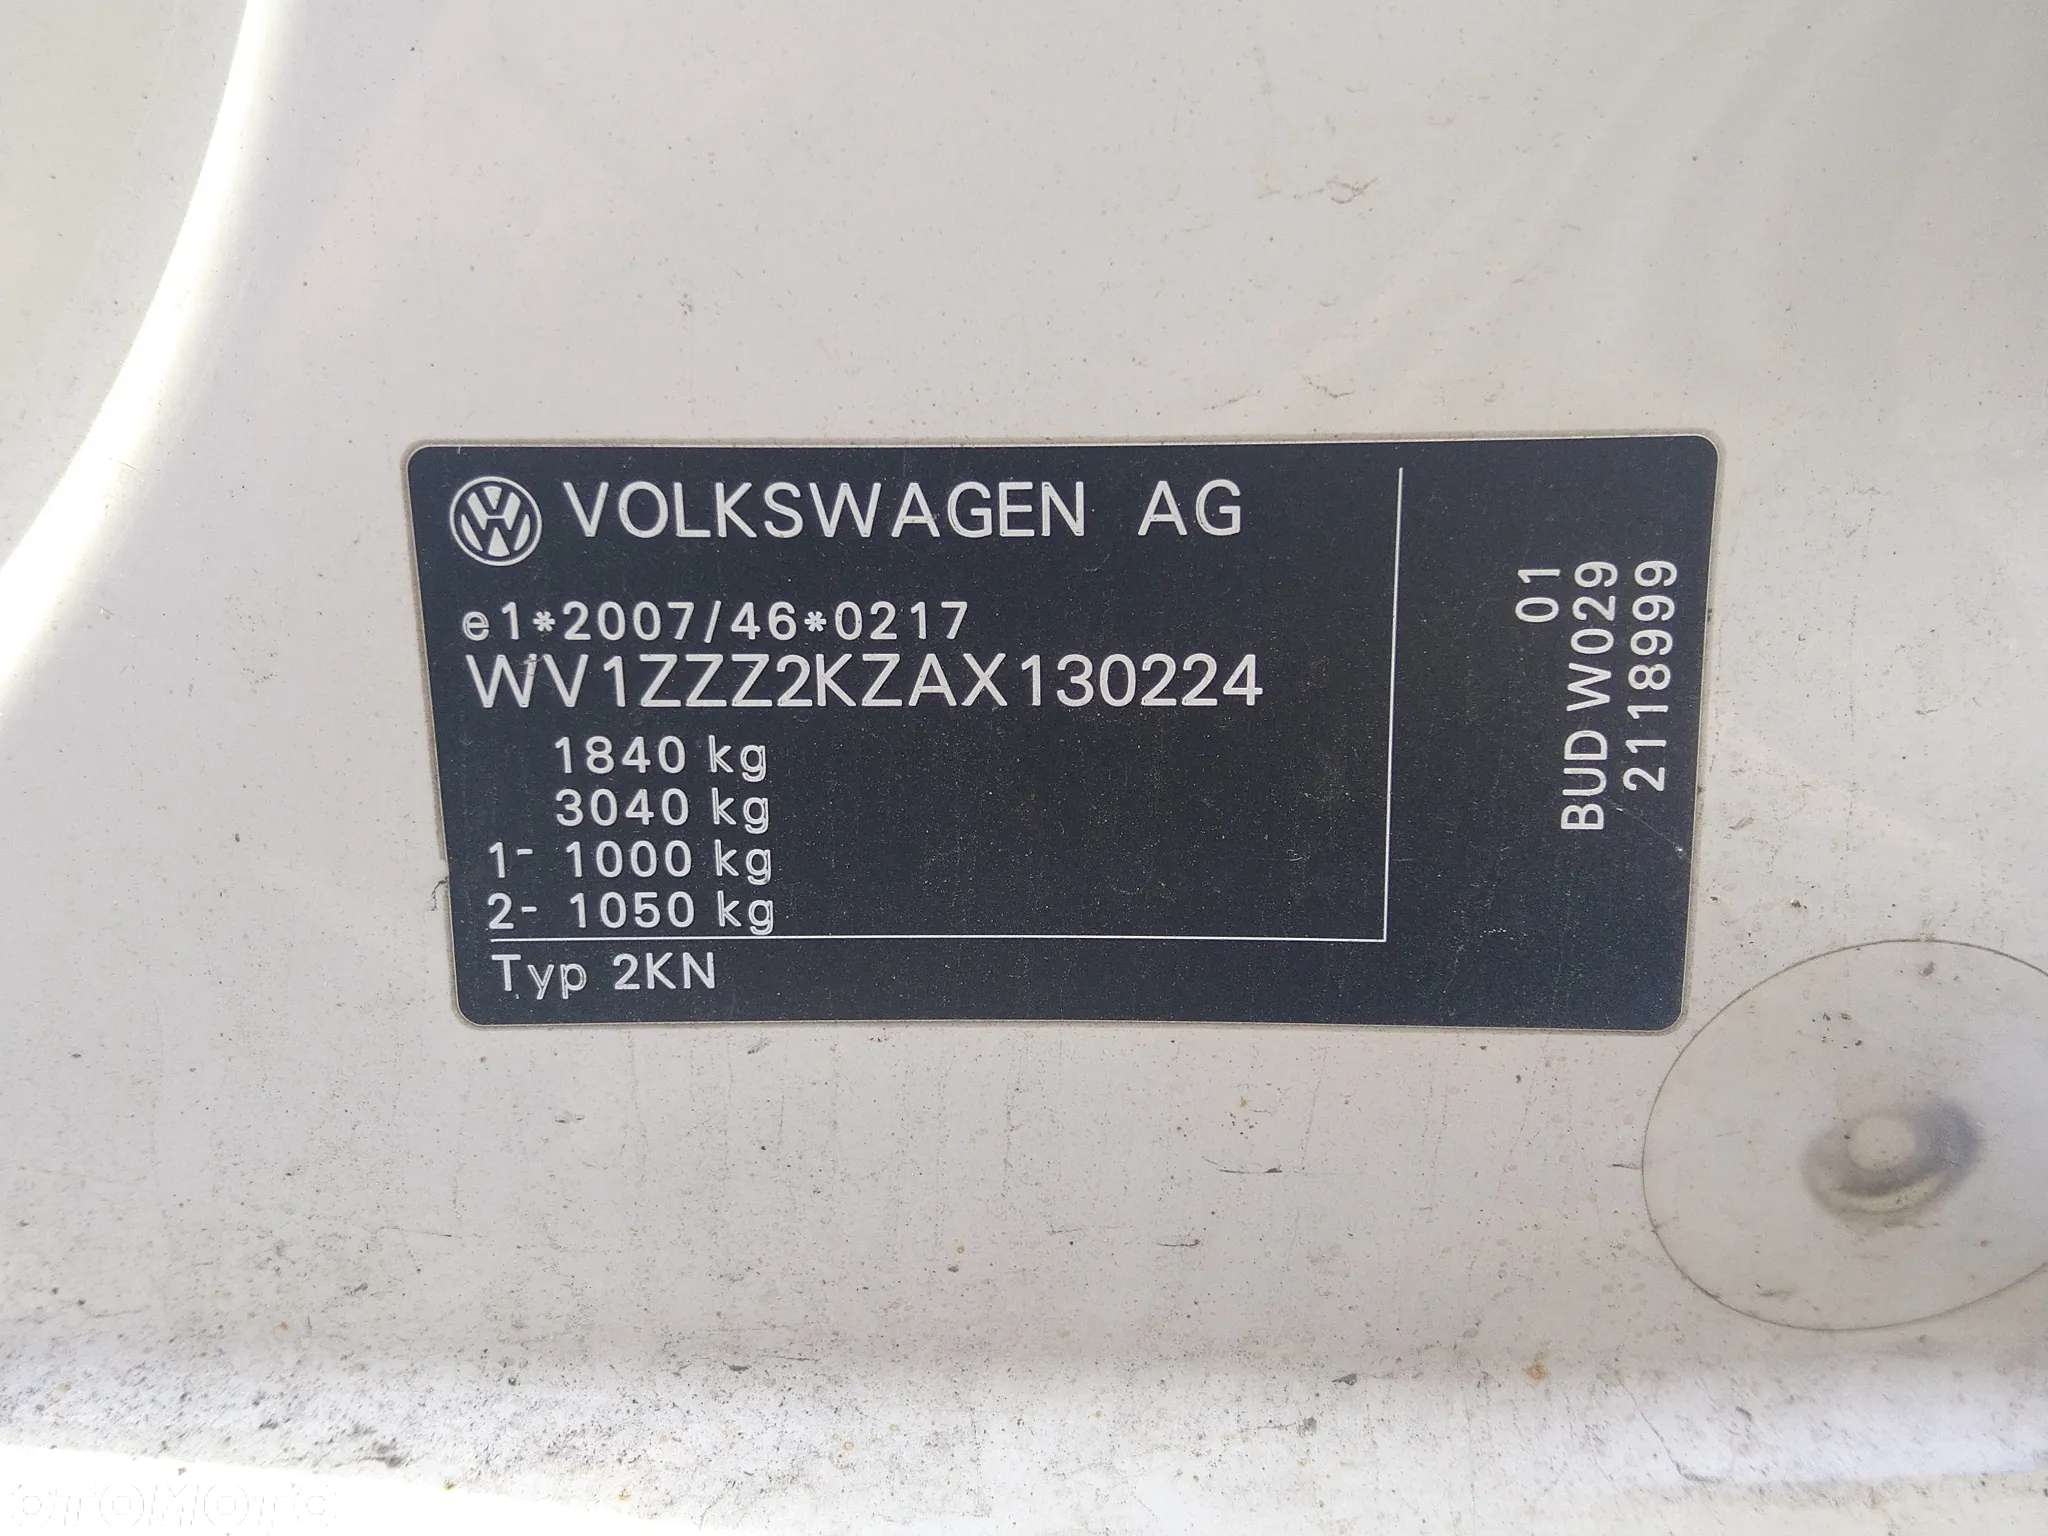 VOLKSWAGEN AG
e1*2007/46*0217
WV1ZZZ2KZAX130224
1840 kg
3040 kg
1- 1000 kg
2- 1050 kg
Typ 2KN
01
BUD W029
2118999
otomoto